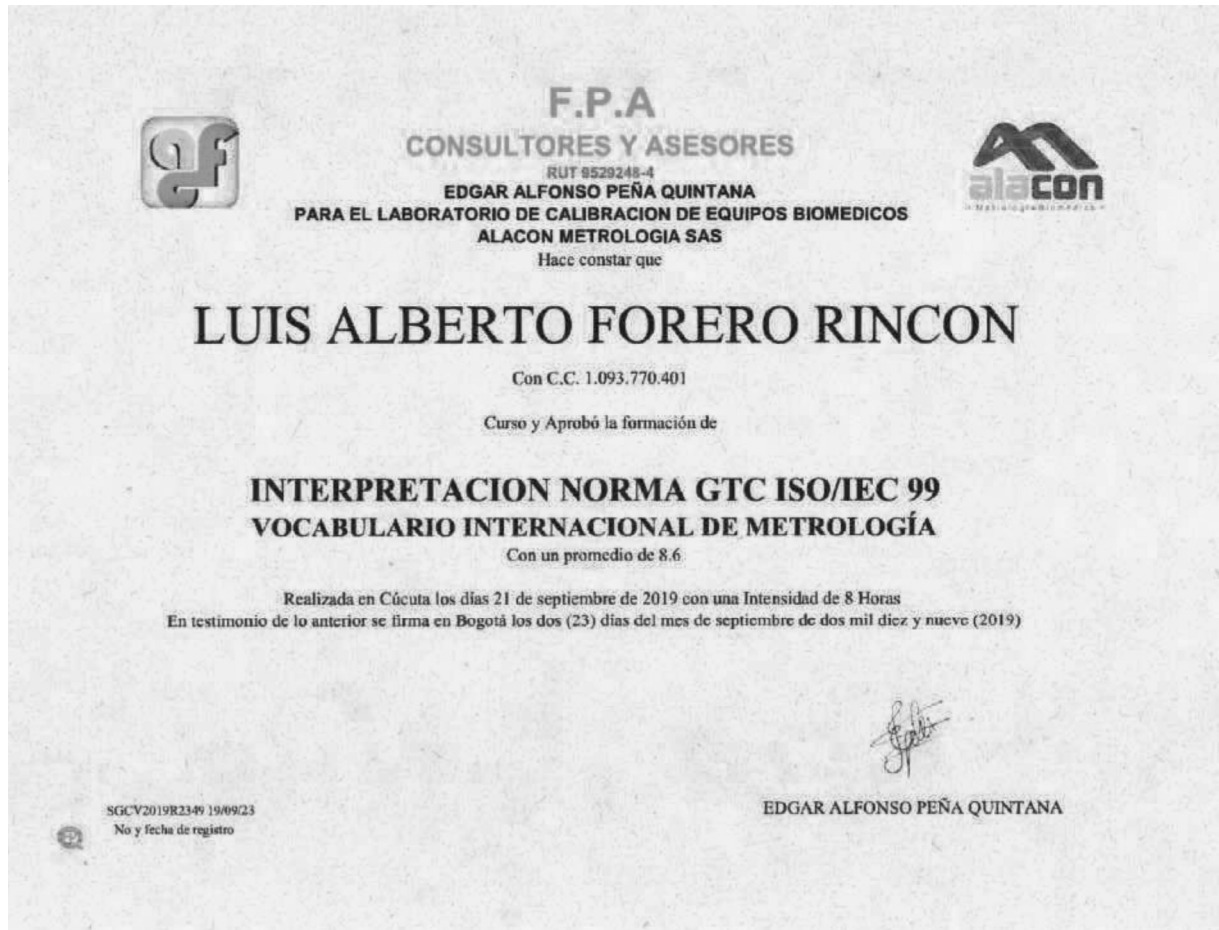 F.P.A
CONSULTORES Y ASESORES
RUT 9529248-4
EDGAR ALFONSO PEÑA QUINTANA
PARA EL LABORATORIO DE CALIBRACION DE EQUIPOS BIOMEDICOS
ALACON METROLOGIA SAS
Hace constar que
alacon
LUIS ALBERTO FORERO RINCON
Con C.C. 1.093.770.401
Curso y Aprobó la formación de
INTERPRETACION NORMA GTC ISO/IEC 99
VOCABULARIO INTERNACIONAL DE METROLOGÍA
Con un promedio de 8.6
Realizada en Cúcuta los días 21 de septiembre de 2019 con una Intensidad de 8 Horas
En testimonio de lo anterior se firma en Bogotá los dos (23) días del mes de septiembre de dos mil diez y nueve (2019)
EDGAR ALFONSO PEÑA QUINTANA
SGCV2019R2349 19/09/23
No y fecha de registro